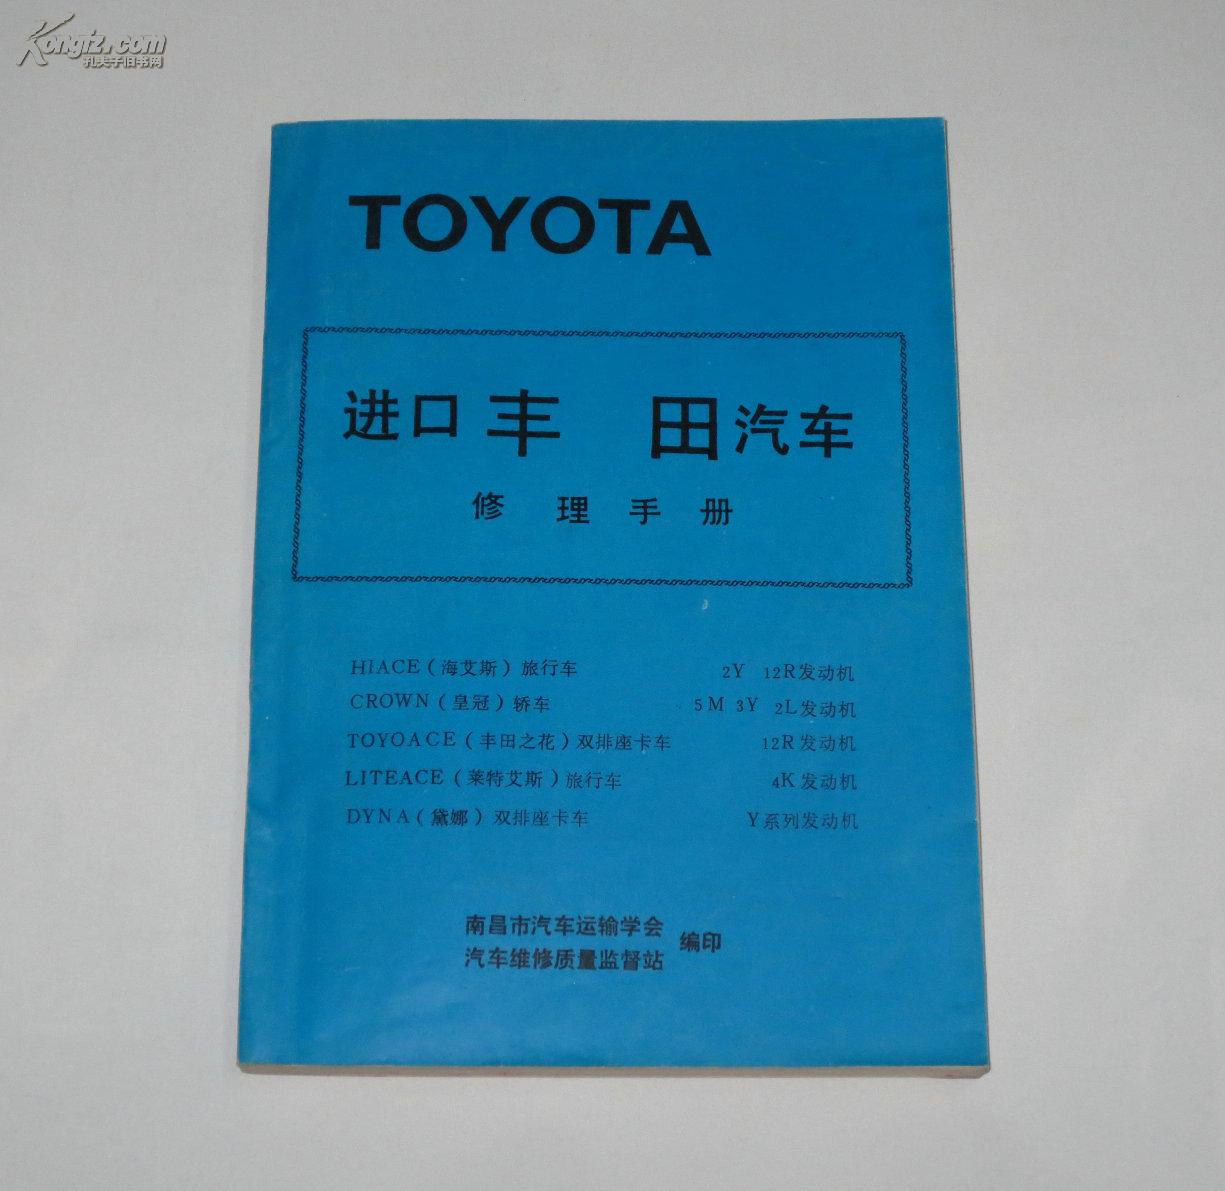 Kongfz.com
孔夫子旧书网
TOYOTA
进口丰 田汽车
修 理 手 册
HIACE(海艾斯)旅行车 2Y 12R发动机
CROWN(皇冠)轿车 5M 3Y 2L发动机
TOYOACE(丰田之花)双排座卡车 12R发动机
LITEACE(莱特艾斯)旅行车 4K发动机
DYNA(黛娜)双排座卡车 Y系列发动机
南昌市汽车运输学会
汽车维修质量监督站
编印